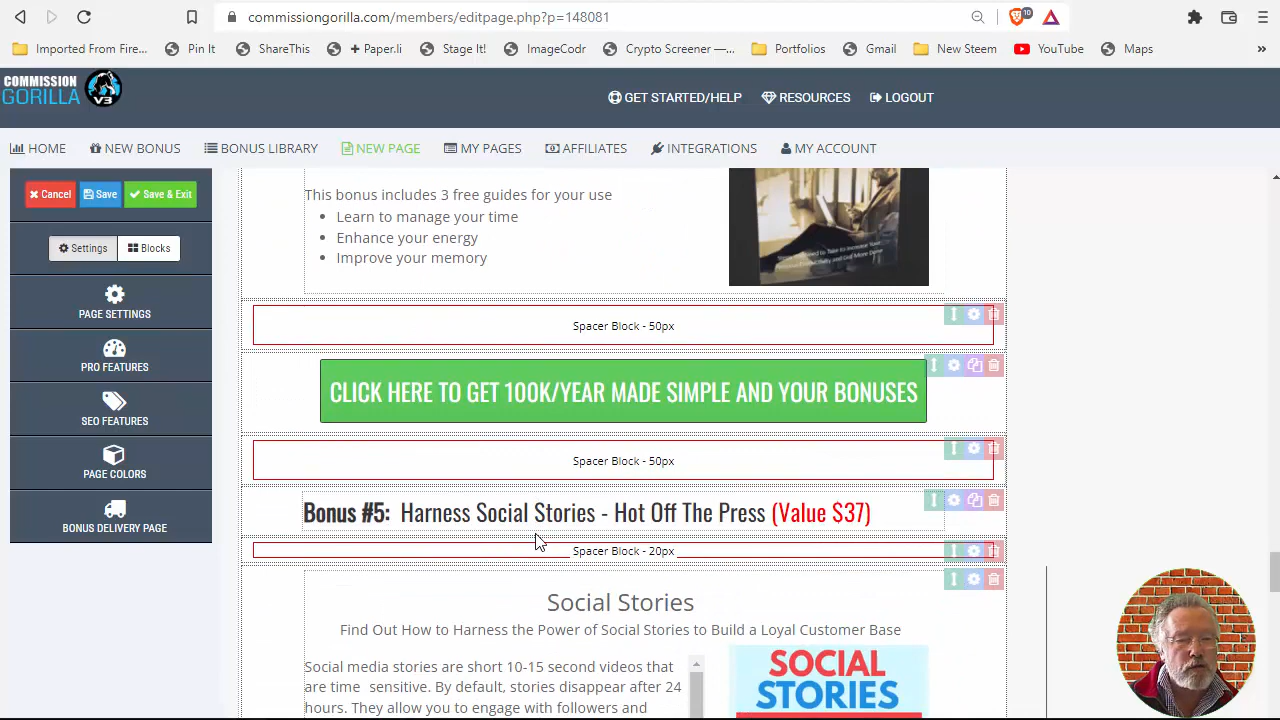 commissiongorilla.com/members/editpage.php?p=148081
10
Imported From Fire... Pin It ShareThis + Paper.li Stage It! ImageCodr Crypto Screener —... Portfolios Gmail New Steem YouTube Maps »
COMMISSION
GORILLA V3
GET STARTED/HELP RESOURCES LOGOUT
HOME NEW BONUS BONUS LIBRARY NEW PAGE MY PAGES AFFILIATES INTEGRATIONS MY ACCOUNT
Cancel Save Save & Exit
Settings Blocks
PAGE SETTINGS
PRO FEATURES
SEO FEATURES
PAGE COLORS
BONUS DELIVERY PAGE
This bonus includes 3 free guides for your use
• Learn to manage your time
• Enhance your energy
• Improve your memory
Spacer Block - 50px
CLICK HERE TO GET 100K/YEAR MADE SIMPLE AND YOUR BONUSES
Spacer Block - 50px
Bonus #5: Harness Social Stories - Hot Off The Press (Value $37)
Spacer Block - 20px
Social Stories
Find Out How to Harness the Power of Social Stories to Build a Loyal Customer Base
Social media stories are short 10-15 second videos that
are time sensitive. By default, stories disappear after 24
hours. They allow you to engage with followers and
SOCIAL
STORIES